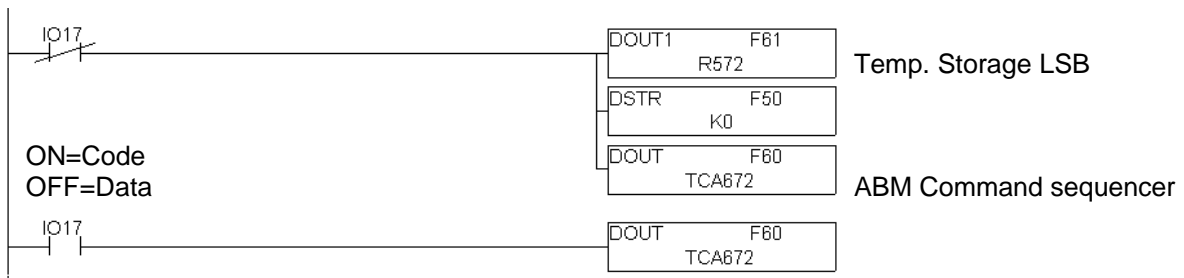 IO17
DOUT1 F61
R572
Temp. Storage LSB
DSTR F50
K0
ON=Code
OFF=Data
DOUT F60
TCA672
ABM Command sequencer
IO17
DOUT F60
TCA672